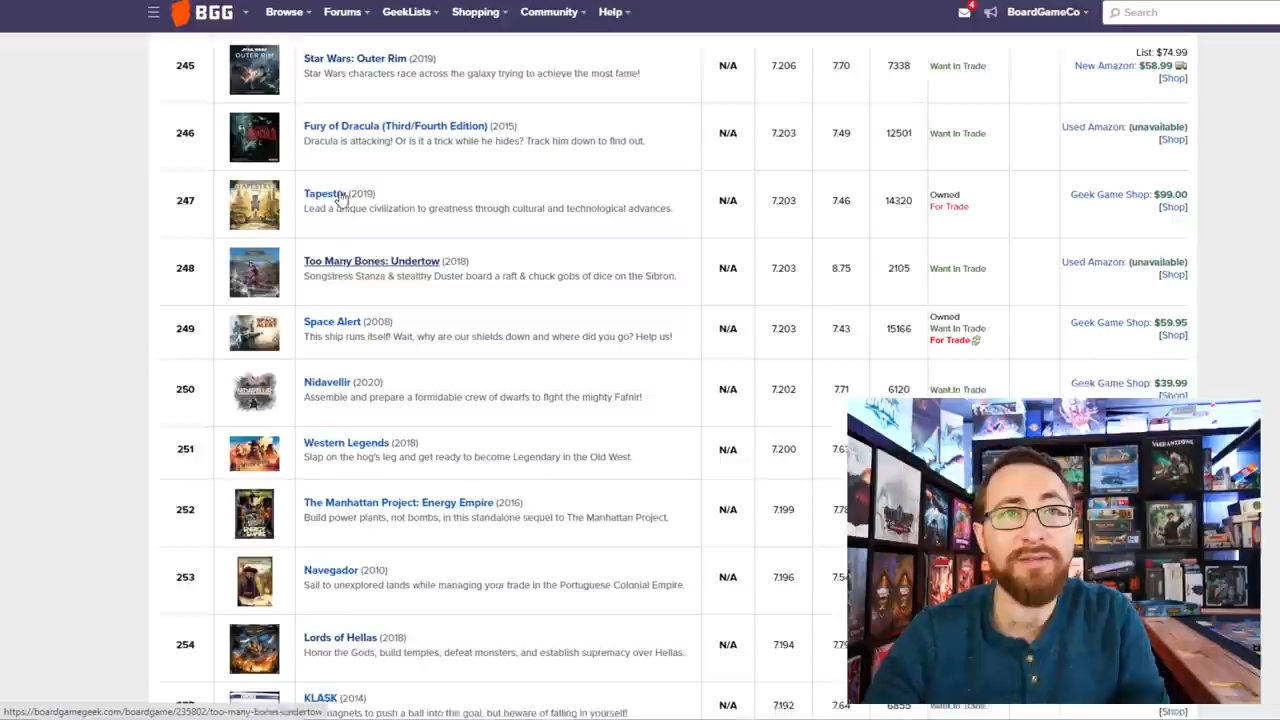 BGG Browse Forums GeekLists Shopping Community Help 4 BoardGameCo Search
245 Star Wars: Outer Rim (2019) N/A 7.206 7.70 7338 Want In Trade List: $74.99
Star Wars characters race across the galaxy trying to achieve the most fame! New Amazon: $58.99
[Shop]
246 Fury of Dracula (Third/Fourth Edition) (2015) N/A 7.203 7.49 12501 Want In Trade Used Amazon: (unavailable)
Dracula is attacking! Or is it a trick while he hides? Track him down to find out. [Shop]
247 Tapestry (2019) N/A 7.203 7.46 14320 Owned Geek Game Shop: $99.00
Lead a unique civilization to greatness through cultural and technological advances. For Trade [Shop]
248 Too Many Bones: Undertow (2018) N/A 7.203 8.75 2105 Want In Trade Used Amazon: (unavailable)
Songstress Stanza & stealthy Duster board a raft & chuck gobs of dice on the Sibron. [Shop]
249 Space Alert (2008) N/A 7.203 7.43 15166 Owned Geek Game Shop: $59.95
This ship runs itself! Wait, why are our shields down and where did you go? Help us! Want In Trade [Shop]
For Trade
250 Nidavellir (2020) N/A 7.202 7.71 6120 Want In Trade Geek Game Shop: $39.99
Assemble and prepare a formidable crew of dwarfs to fight the mighty Fafnir!
251 Western Legends (2018) N/A 7.200
Slap on the hog's leg and get ready to become Legendary in the Old West.
252 The Manhattan Project: Energy Empire (2016) N/A 7.199
Build power plants, not bombs, in this standalone sequel to The Manhattan Project.
253 Navegador (2010) N/A 7.196
Sail to unexplored lands while managing your trade in the Portuguese Colonial Empire.
254 Lords of Hellas (2018) N/A 7.194
Honor the Gods, build temples, defeat monsters, and establish supremacy over Hellas.
KLASK (2014) N/A 7.192 7.64 6855 [Shop]
magnets to push a ball into the goal, but beware of falling in yourself!
https://boardgamegeek.com/boardgame/235802/too-many-bones-undertow